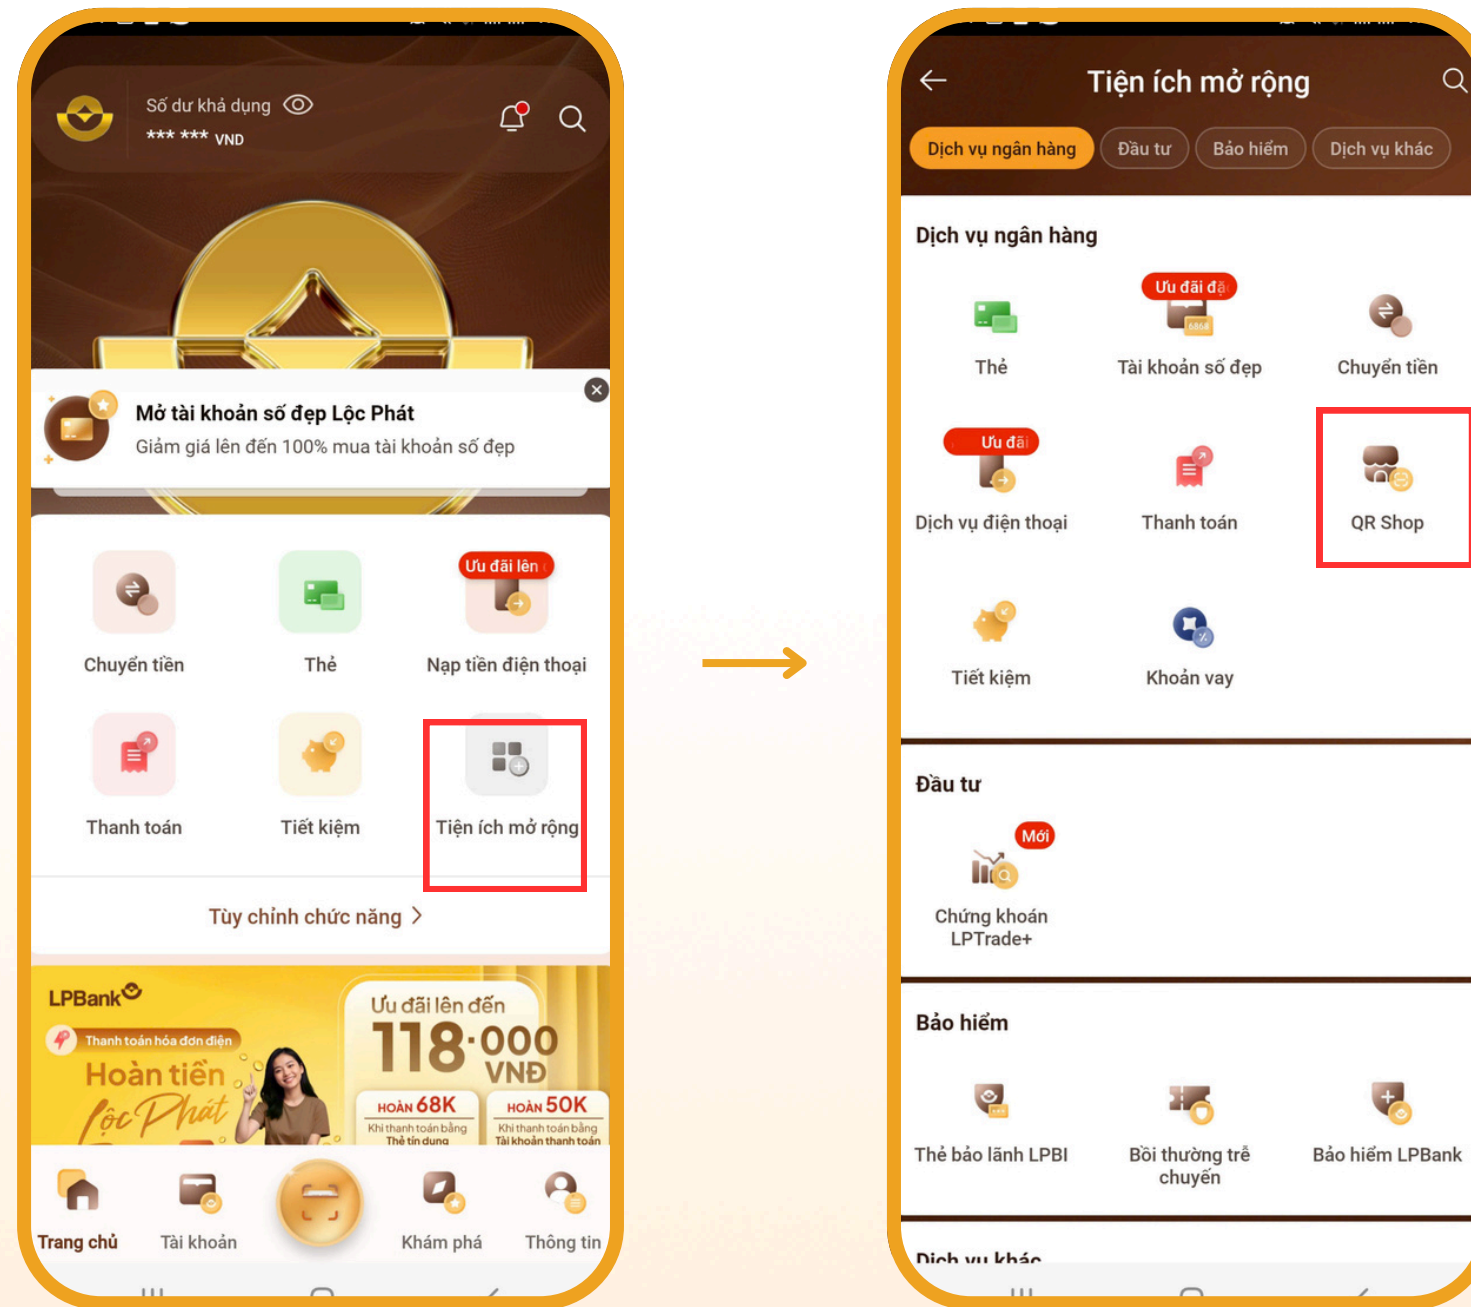 Số dư khả dụng
*** *** VND
Mở tài khoản số đẹp Lộc Phát
Giảm giá lên đến 100% mua tài khoản số đẹp
Ưu đãi lên
Chuyển tiền
Thẻ
Nạp tiền điện thoại
Thanh toán
Tiết kiệm
Tiện ích mở rộng
Tùy chỉnh chức năng
LPBank
Thanh toán hóa đơn điện
Hoàn tiền
Lộc Phát
Ưu đãi lên đến
118.000
VNĐ
HOÀN 68K
Khi thanh toán bằng
Thẻ tín dụng
HOÀN 50K
Khi thanh toán bằng
Tài khoản thanh toán
Trang chủ
Tài khoản
Khám phá
Thông tin
Tiện ích mở rộng
Dịch vụ ngân hàng
Đầu tư
Bảo hiểm
Dịch vụ khác
Dịch vụ ngân hàng
Ưu đãi đặ
6868
Thẻ
Tài khoản số đẹp
Chuyển tiền
Ưu đãi
Dịch vụ điện thoại
Thanh toán
QR Shop
Tiết kiệm
Khoản vay
Đầu tư
Mới
Chứng khoán
LPTrade+
Bảo hiểm
Thẻ bảo lãnh LPBI
Bồi thường trễ
chuyến
Bảo hiểm LPBank
Dịch vụ khác